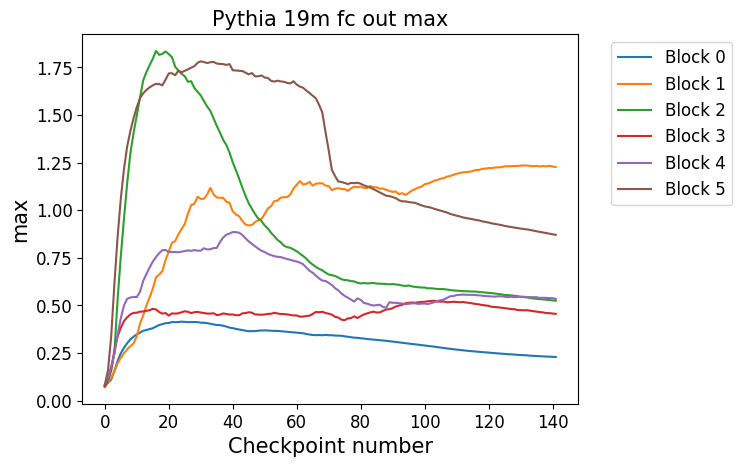 Pythia 19m fc out max
max
1.75
1.50
1.25
1.00
0.75
0.50
0.25
0.00
0 20 40 60 80 100 120 140
Checkpoint number
Block 0
Block 1
Block 2
Block 3
Block 4
Block 5